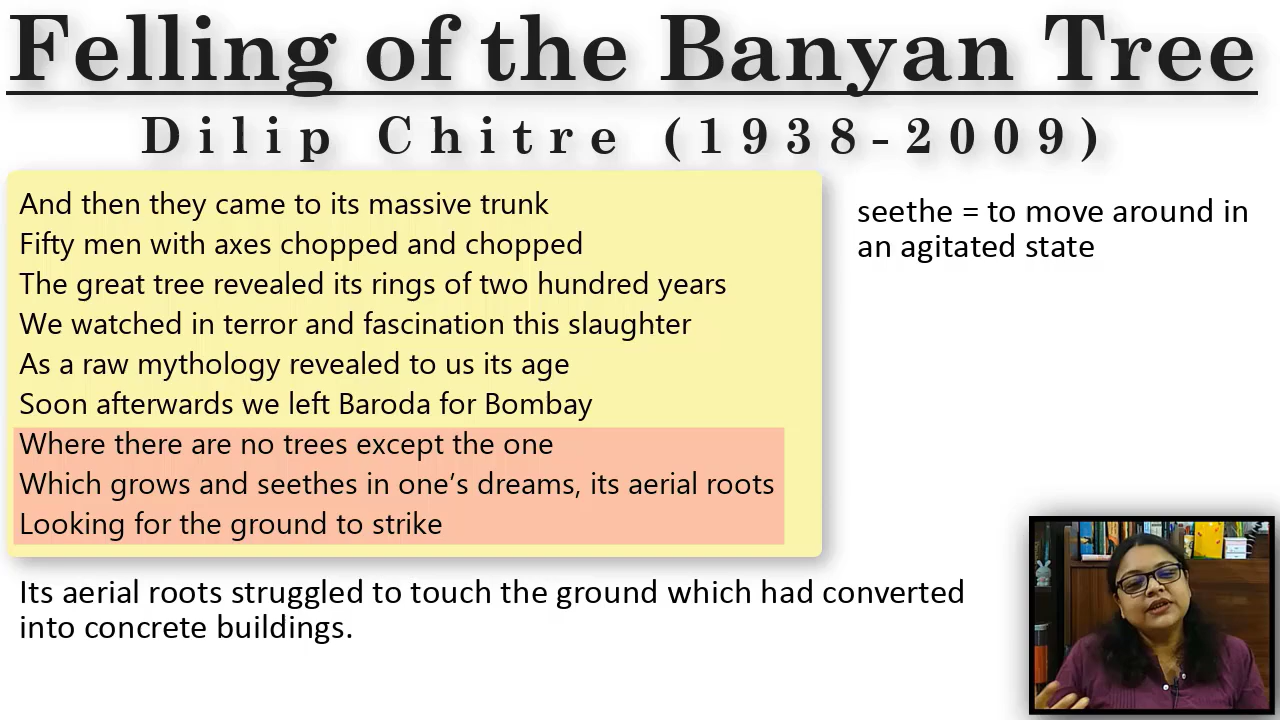 Felling of the Banyan Tree
Dilip Chitre (1938-2009)
And then they came to its massive trunk
Fifty men with axes chopped and chopped
The great tree revealed its rings of two hundred years
We watched in terror and fascination this slaughter
As a raw mythology revealed to us its age
Soon afterwards we left Baroda for Bombay
Where there are no trees except the one
Which grows and seethes in one’s dreams, its aerial roots
Looking for the ground to strike
seethe = to move around in
an agitated state
Its aerial roots struggled to touch the ground which had converted
into concrete buildings.